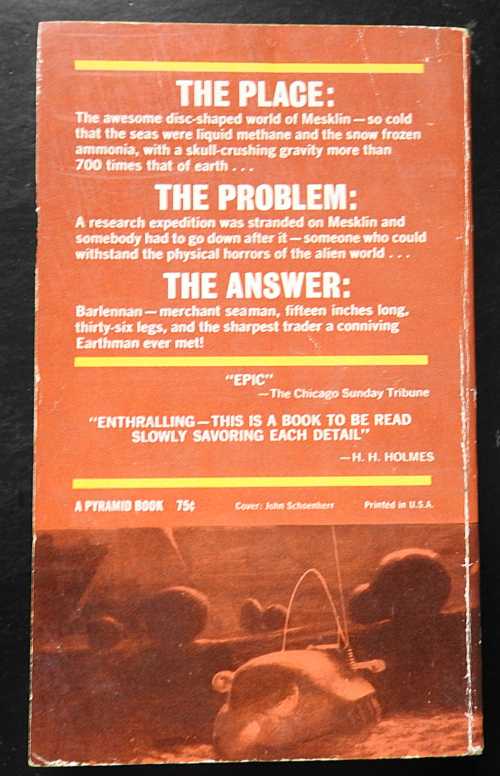 THE PLACE:
The awesome disc-shaped world of Mesklin—so cold
that the seas were liquid methane and the snow frozen
ammonia, with a skull-crushing gravity more than
700 times that of earth . . .
THE PROBLEM:
A research expedition was stranded on Mesklin and
somebody had to go down after it—someone who could
withstand the physical horrors of the alien world . . .
THE ANSWER:
Barlennan—merchant seaman, fifteen inches long,
thirty-six legs, and the sharpest trader a conniving
Earthman ever met!
"EPIC"
—The Chicago Sunday Tribune
"ENTHRALLING—THIS IS A BOOK TO BE READ
SLOWLY SAVORING EACH DETAIL"
—H. H. HOLMES
A PYRAMID BOOK 75¢ Cover: John Schoenherr Printed in U.S.A.